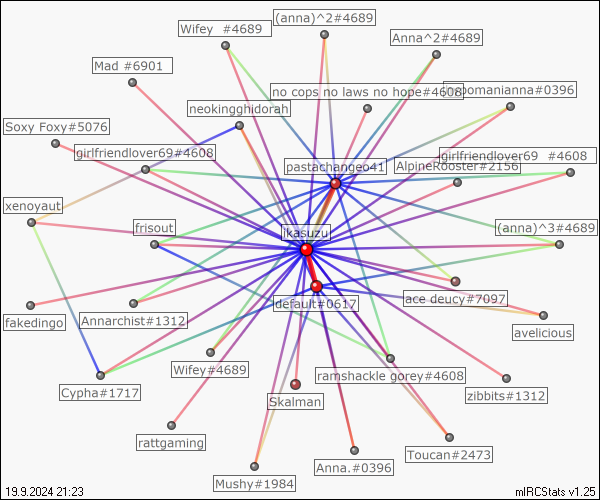 (anna)^2#4689
Wifey  #4689
Anna^2#4689
Mad #6901
no cops no laws no hope#4608
pomanianna#0396
neokingghidorah
Soxy Foxy#5076
girlfriendlover69#4608
girlfriendlover69  #4608
pastachangeo41
AlpineRooster#2156
xenoyaut
frisout
(anna)^3#4689
ikasuzu
default#0617
ace deucy#7097
fakedingo
Annarchist#1312
avelicious
Wifey#4689
ramshackle gorey#4608
Cypha#1717
Skalman
zibbits#1312
rattgaming
Toucan#2473
Anna.#0396
Mushy#1984
19.9.2024 21:23
mIRCStats v1.25